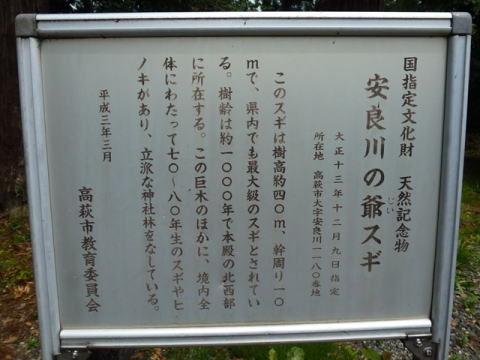 国指定文化財 天然記念物
安良川の爺スギ
じい
大正十三年十二月九日指定
所在地 高萩市大字安良川一一八〇番地
このスギは樹高約四〇m、幹周り一〇
mで、県内でも最大級のスギとされてい
る。樹齢は約一〇〇〇年で本殿の北西部
に所在する。この巨木のほかに、境内全
体にわたって七〇〜八〇年生のスギやヒ
ノキがあり、立派な神社林をなしている。
平成三年三月
高萩市教育委員会